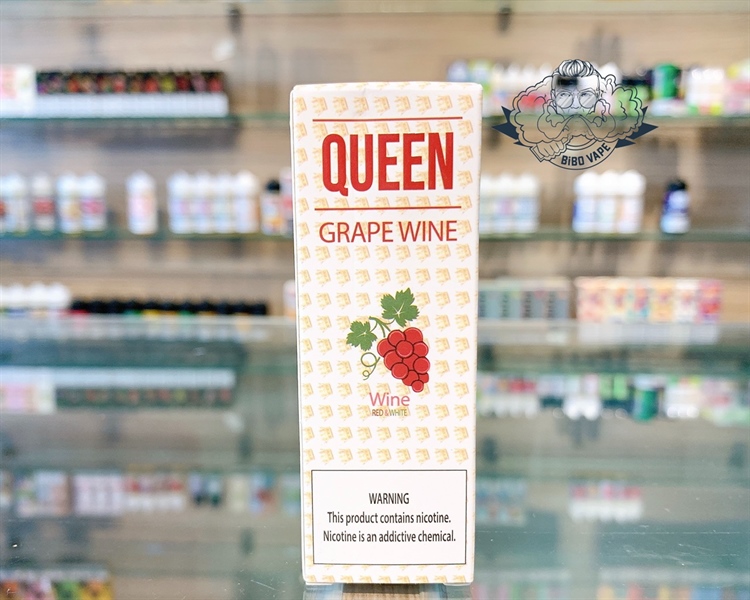 QUEEN
GRAPE WINE
Wine
RED & WHITE
WARNING
This product contains nicotine.
Nicotine is an addictive chemical.
BiBO VAPE